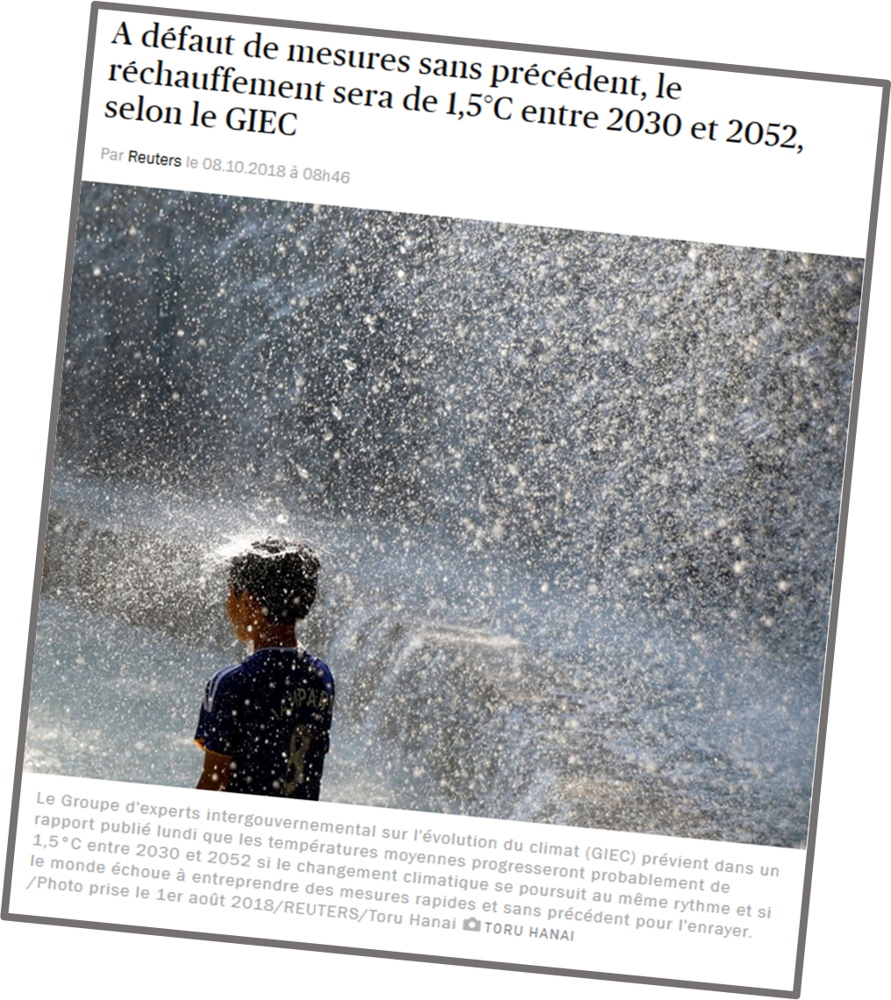 A défaut de mesures sans précédent, le
réchauffement sera de 1,5°C entre 2030 et 2052,
selon le GIEC
Par Reuters le 08.10.2018 à 08h46
LAMPARD
8
Le Groupe d'experts intergouvernemental sur l'évolution du climat (GIEC) prévient dans un
rapport publié lundi que les températures moyennes progresseront probablement de
1,5°C entre 2030 et 2052 si le changement climatique se poursuit au même rythme et si
le monde échoue à entreprendre des mesures rapides et sans précédent pour l'enrayer.
/Photo prise le 1er août 2018/REUTERS/Toru Hanai TORU HANAI